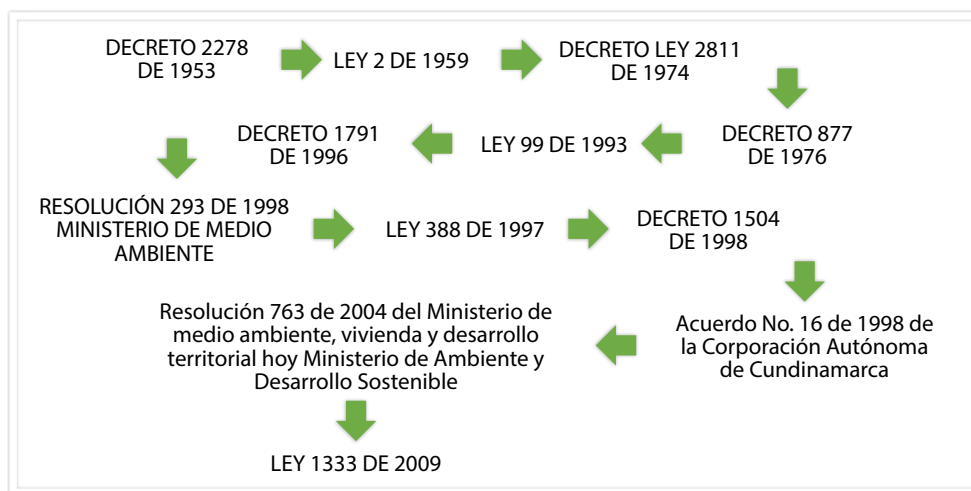 DECRETO 2278
DE 1953
LEY 2 DE 1959
DECRETO LEY 2811
DE 1974
DECRETO 877
DE 1976
LEY 99 DE 1993
DECRETO 1791
DE 1996
RESOLUCIÓN 293 DE 1998
MINISTERIO DE MEDIO
AMBIENTE
LEY 388 DE 1997
DECRETO 1504
DE 1998
Acuerdo No. 16 de 1998 de
la Corporación Autónoma
de Cundinamarca
Resolución 763 de 2004 del Ministerio de
medio ambiente, vivienda y desarrollo
territorial hoy Ministerio de Ambiente y
Desarrollo Sostenible
LEY 1333 DE 2009